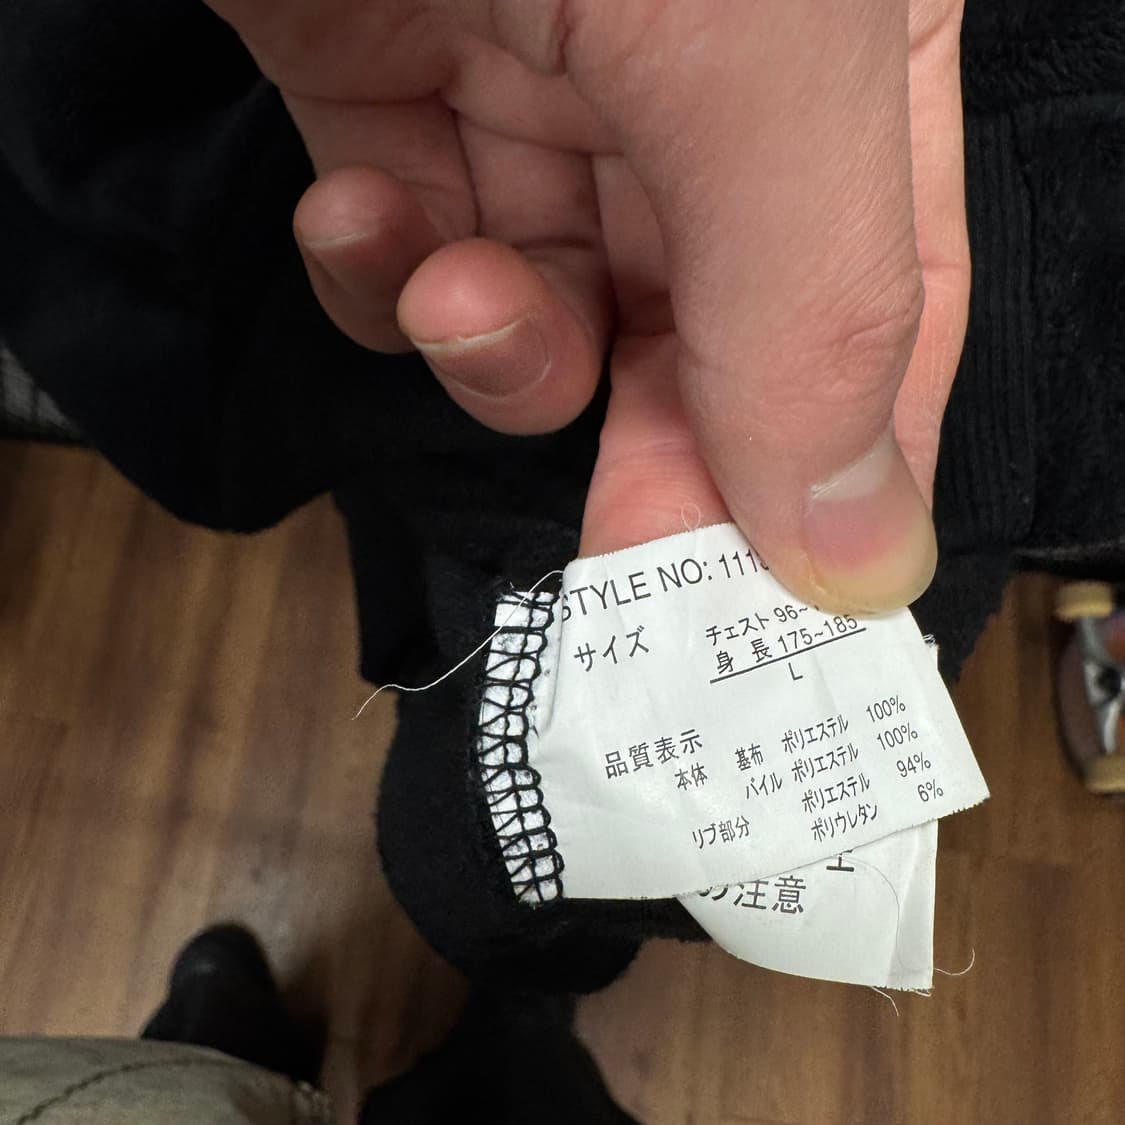 STYLE NO: 111
サイズ
チェスト 96~
身 長 175~185
L
品質表示
本体 基布 ポリエステル 100%
パイル ポリエステル 100%
リブ部分 ポリエステル 94%
ポリウレタン 6%
注意